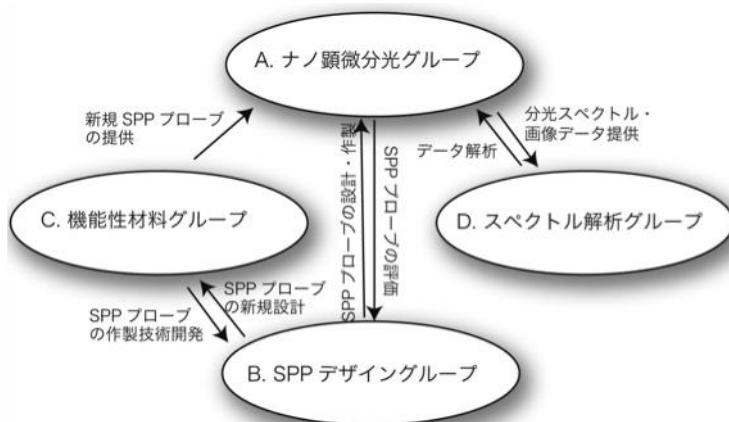 A. ナノ顕微分光グループ
新規 SPP プローブ
の提供
分光スペクトル・
画像データ提供
データ解析
SPP プローブの設計・作製
SPP プローブの評価
C. 機能性材料グループ
D. スペクトル解析グループ
SPP プローブ
の新規設計
SPP プローブ
の作製技術開発
B. SPP デザイングループ